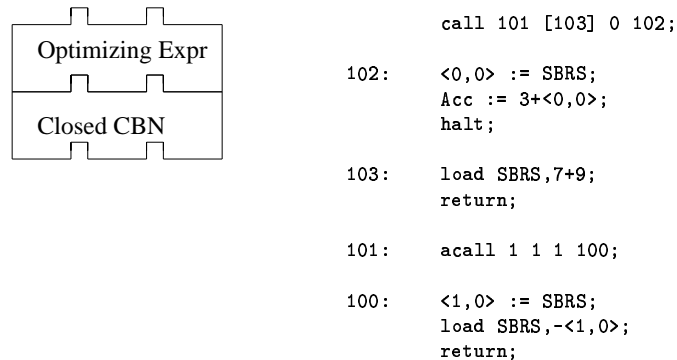 Optimizing Expr
Closed CBN
call 101 [103] 0 102;
102: <0,0> := SBRS;
Acc := 3+<0,0>;
halt;
103: load SBRS,7+9;
return;
101: acall 1 1 1 100;
100: <1,0> := SBRS;
load SBRS,-<1,0>;
return;